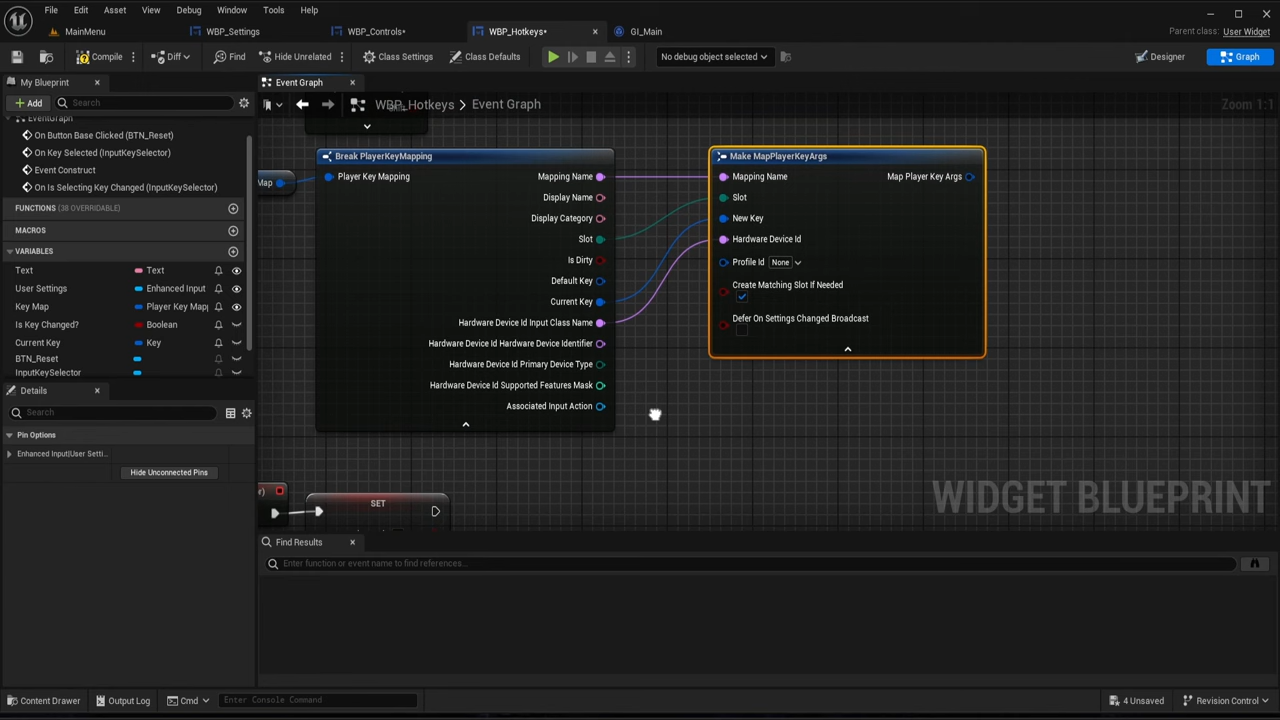 File Edit Asset View Debug Window Tools Help
MainMenu WBP_Settings WBP_Controls* WBP_Hotkeys* GI_Main
Parent class: User Widget
Compile Diff Find Hide Unrelated Class Settings Class Defaults No debug object selected Designer Graph
My Blueprint Event Graph
Add Search
WBP_Hotkeys > Event Graph Zoom 1:1
EventGraph
On Button Base Clicked (BTN_Reset)
On Key Selected (InputKeySelector)
Event Construct
On Is Selecting Key Changed (InputKeySelector)
FUNCTIONS (38 OVERRIDABLE)
MACROS
VARIABLES
Text Text
User Settings Enhanced Input
Key Map Player Key Mapp
Is Key Changed? Boolean
Current Key Key
BTN_Reset
InputKeySelector
Details
Search
Pin Options
Enhanced Input|User Setti..
Hide Unconnected Pins
Map
Break PlayerKeyMapping
Player Key Mapping
Mapping Name
Display Name
Display Category
Slot
Is Dirty
Default Key
Current Key
Hardware Device Id Input Class Name
Hardware Device Id Hardware Device Identifier
Hardware Device Id Primary Device Type
Hardware Device Id Supported Features Mask
Associated Input Action
Make MapPlayerKeyArgs
Mapping Name Map Player Key Args
Slot
New Key
Hardware Device Id
Profile Id None
Create Matching Slot If Needed
Defer On Settings Changed Broadcast
SET
WIDGET BLUEPRINT
Find Results
Enter function or event name to find references...
Content Drawer Output Log Cmd Enter Console Command 4 Unsaved Revision Control